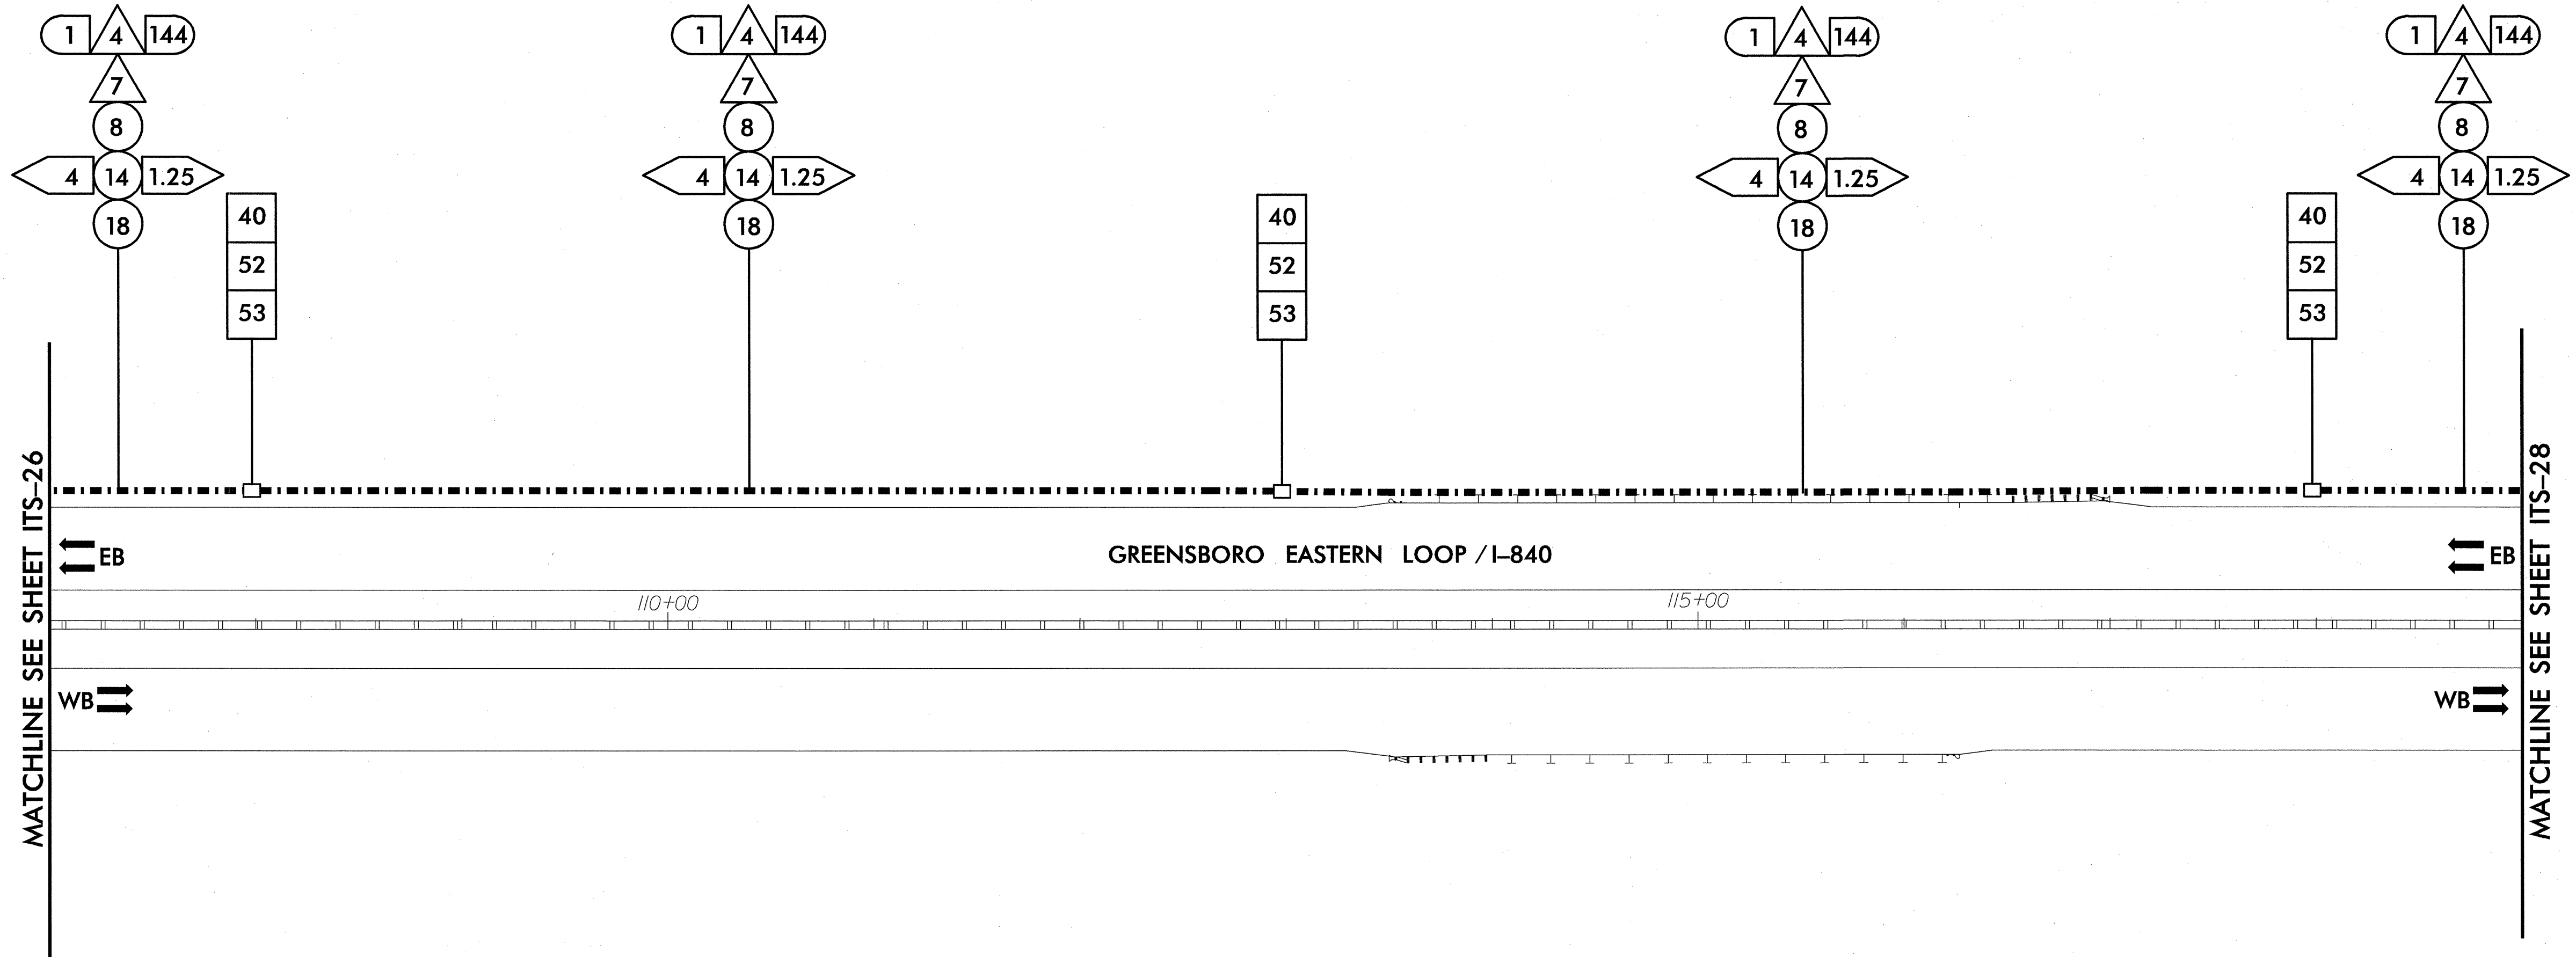 1 4 144
7
8
4 14 1.25
18
40
52
53
1 4 144
7
8
4 14 1.25
18
40
52
53
1 4 144
7
8
4 14 1.25
18
40
52
53
1 4 144
7
8
4 14 1.25
18
MATCHLINE SEE SHEET ITS-26
EB
GREENSBORO EASTERN LOOP / I-840
EB
110+00
115+00
WB
WB
MATCHLINE SEE SHEET ITS-28